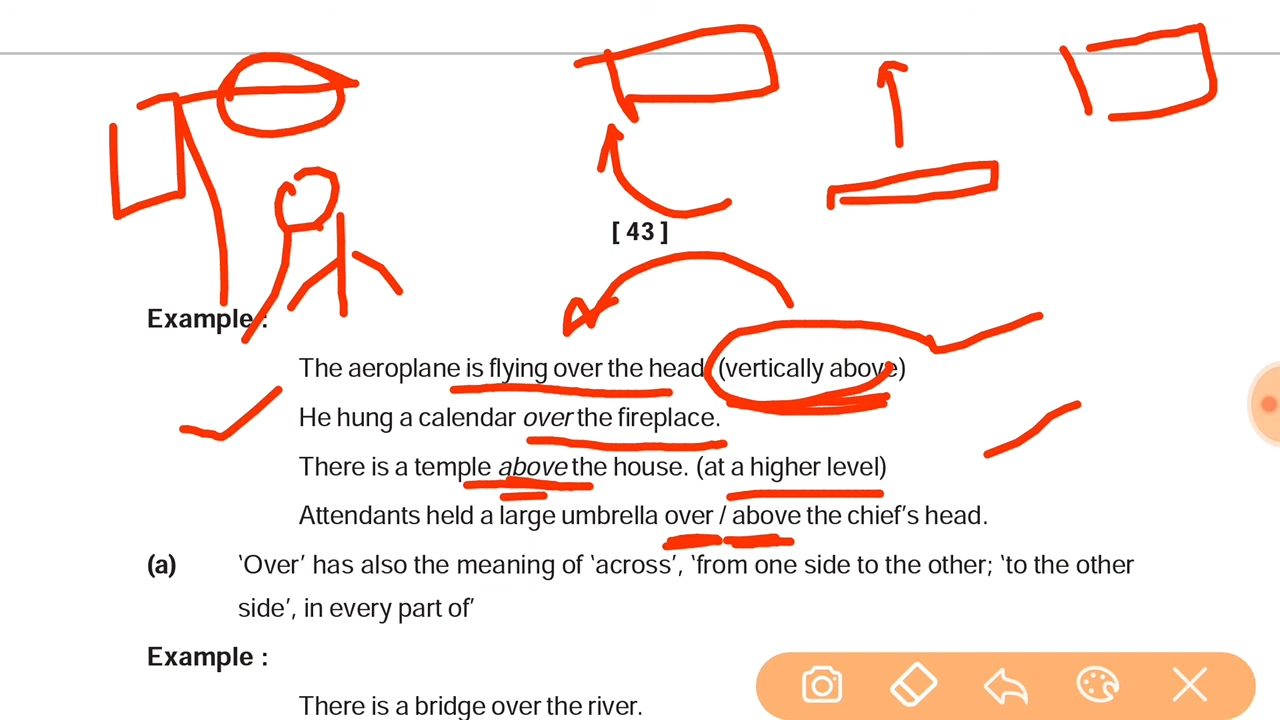 [ 43 ]
Example :
The aeroplane is flying over the head (vertically above)
He hung a calendar over the fireplace.
There is a temple above the house. (at a higher level)
Attendants held a large umbrella over / above the chief's head.
(a) 'Over' has also the meaning of 'across', 'from one side to the other; 'to the other
side', in every part of'
Example :
There is a bridge over the river.